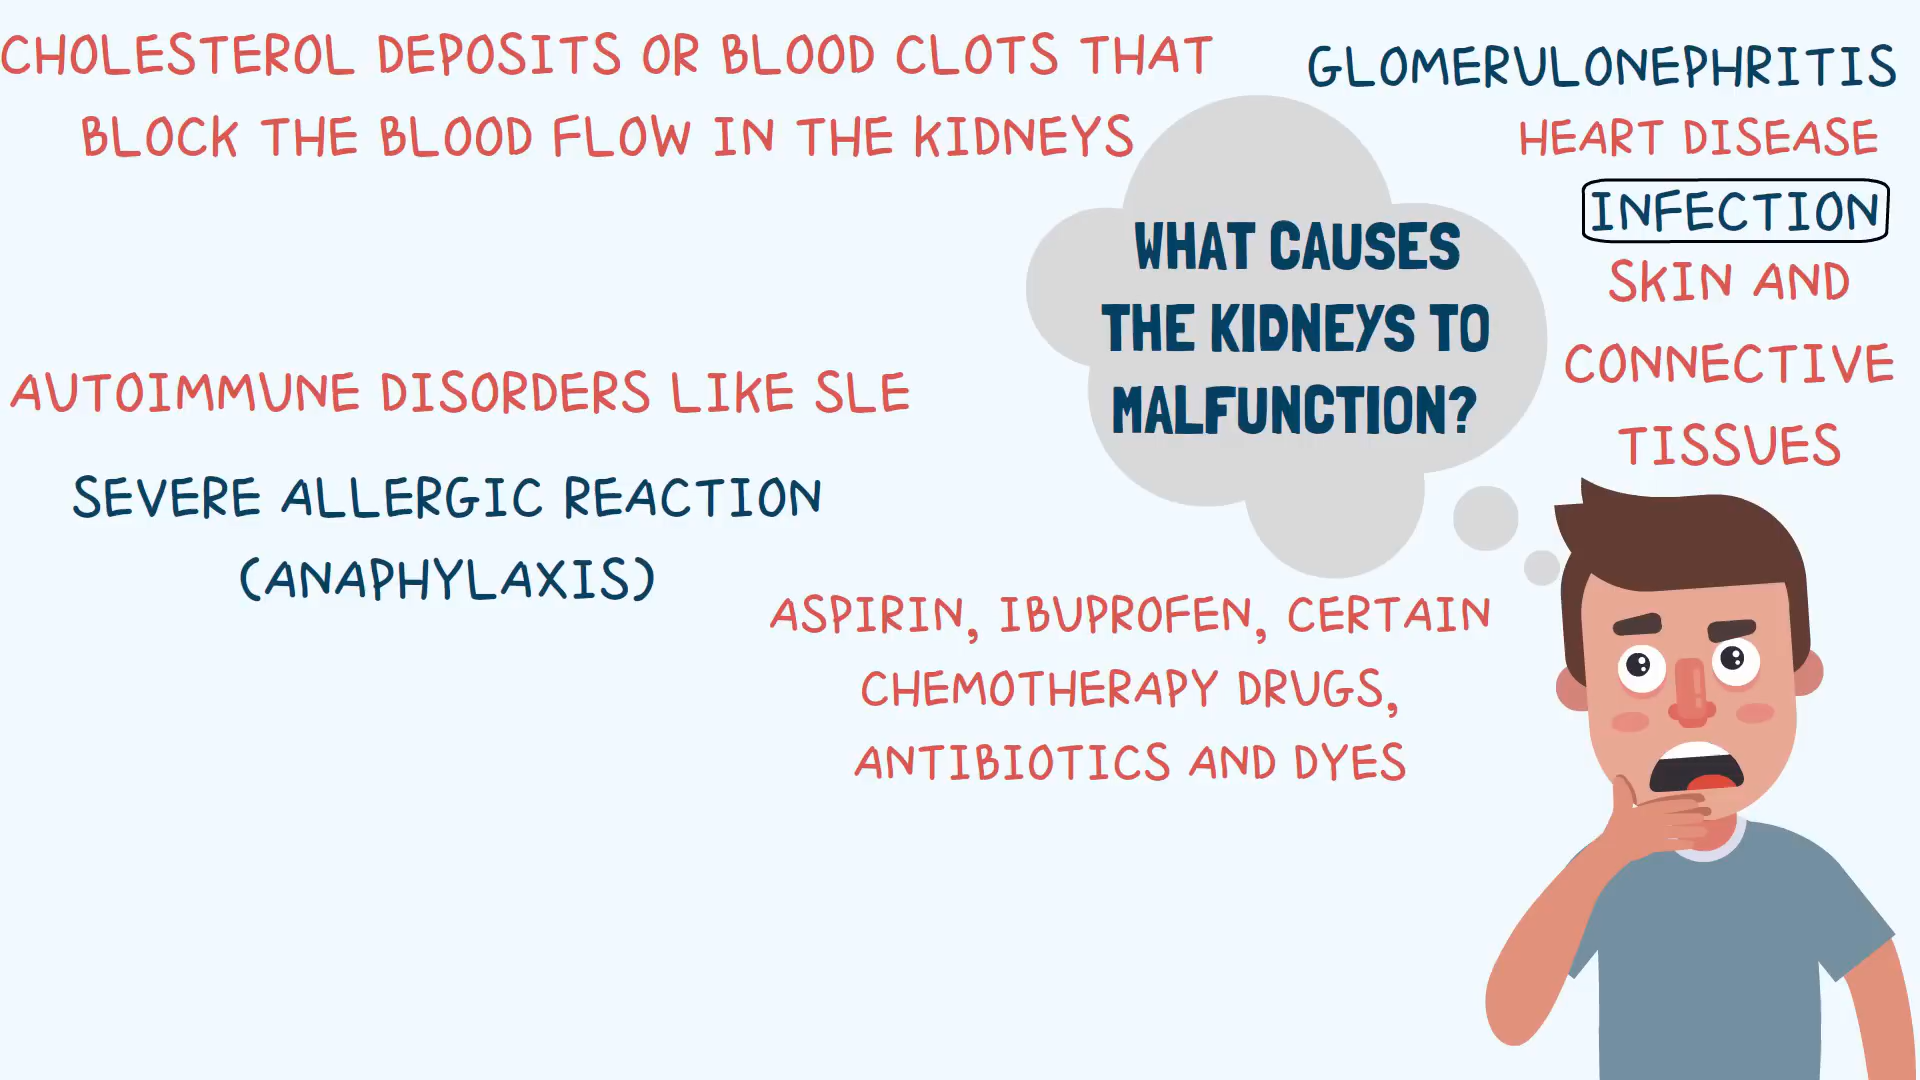 CHOLESTEROL DEPOSITS OR BLOOD CLOTS THAT
BLOCK THE BLOOD FLOW IN THE KIDNEYS
GLOMERULONEPHRITIS
HEART DISEASE
INFECTION
SKIN AND
CONNECTIVE
TISSUES
WHAT CAUSES
THE KIDNEYS TO
MALFUNCTION?
AUTOIMMUNE DISORDERS LIKE SLE
SEVERE ALLERGIC REACTION
(ANAPHYLAXIS)
ASPIRIN, IBUPROFEN, CERTAIN
CHEMOTHERAPY DRUGS,
ANTIBIOTICS AND DYES